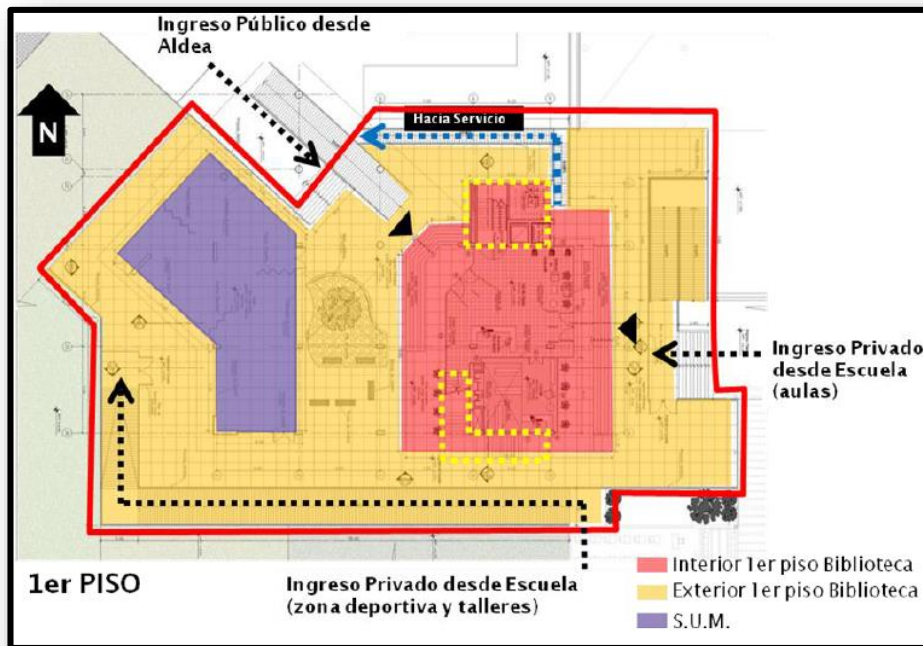 Ingreso Público desde
Aldea
N
Hacia Servicio
Ingreso Privado
desde Escuela
(aulas)
1er PISO
Ingreso Privado desde Escuela
(zona deportiva y talleres)
Interior 1er piso Biblioteca
Exterior 1er piso Biblioteca
S.U.M.